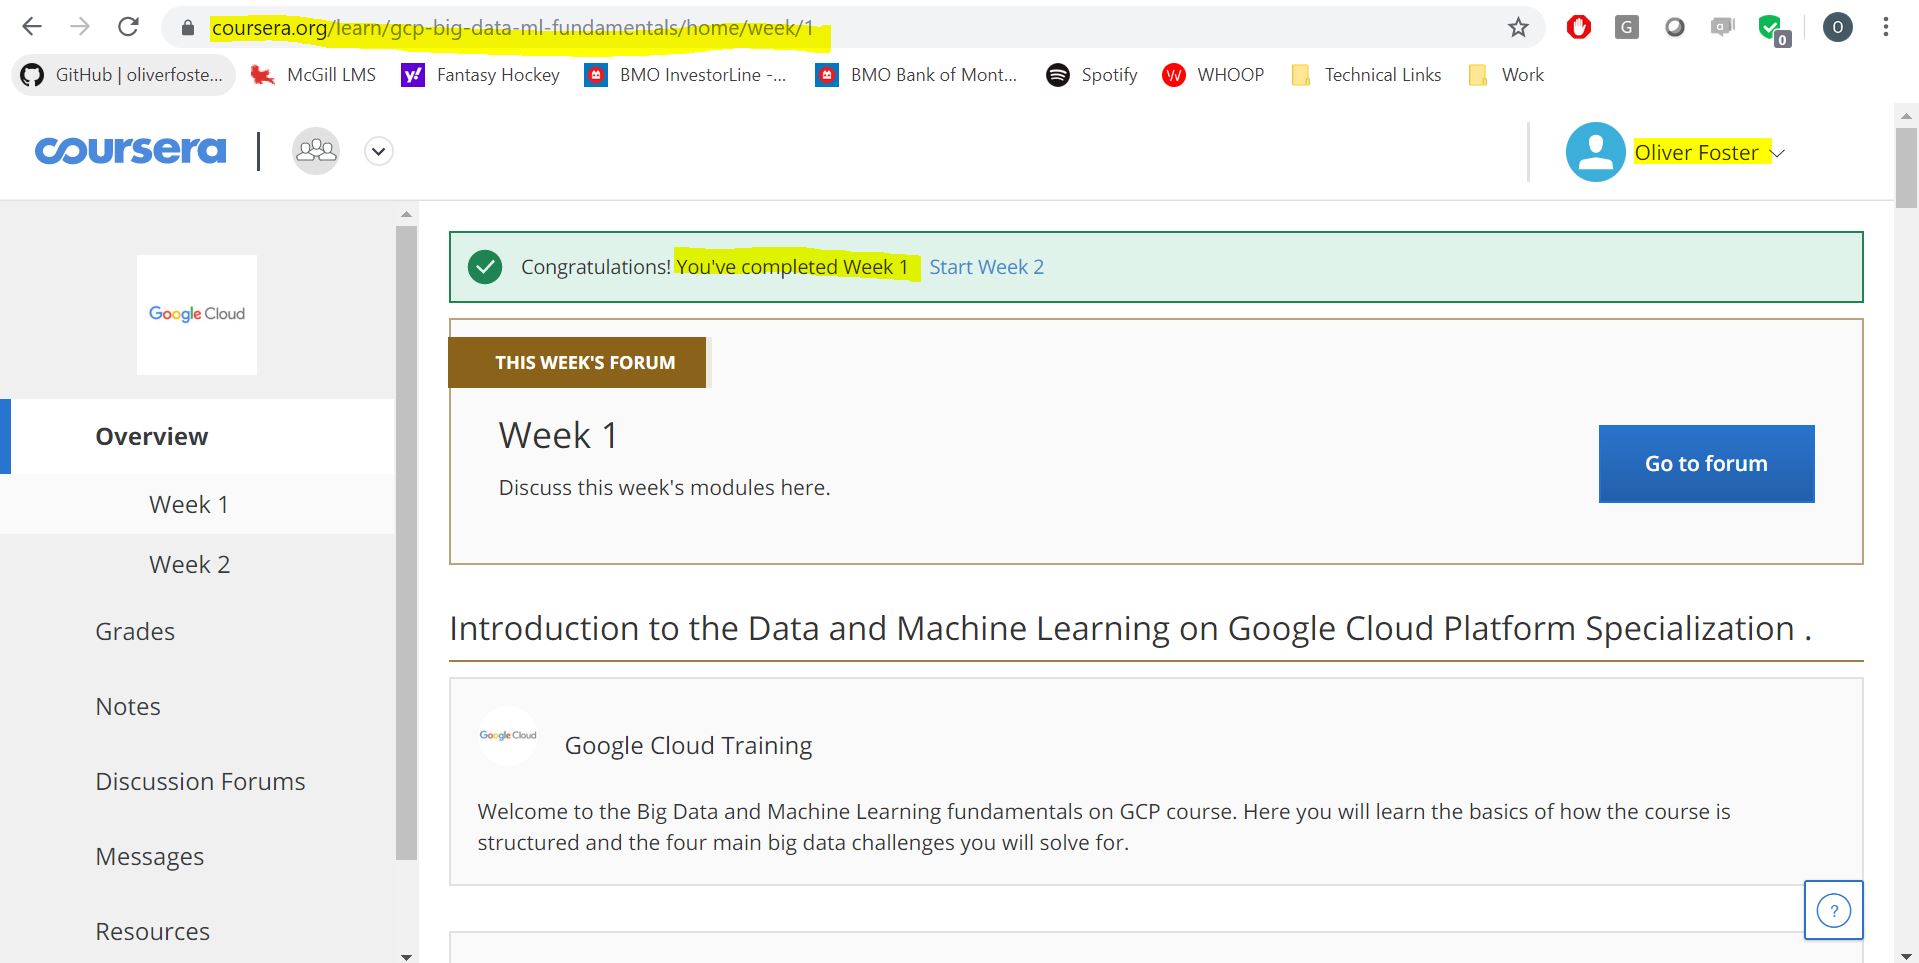 coursera.org/learn/gcp-big-data-ml-fundamentals/home/week/1
G
a
0
O
GitHub | oliverfoste... McGill LMS Fantasy Hockey BMO InvestorLine -... BMO Bank of Mont... Spotify WHOOP Technical Links Work
coursera
Oliver Foster
Google Cloud
Overview
Week 1
Week 2
Grades
Notes
Discussion Forums
Messages
Resources
Congratulations! You've completed Week 1 Start Week 2
THIS WEEK'S FORUM
Week 1
Discuss this week's modules here.
Go to forum
Introduction to the Data and Machine Learning on Google Cloud Platform Specialization .
Google Cloud
Google Cloud Training
Welcome to the Big Data and Machine Learning fundamentals on GCP course. Here you will learn the basics of how the course is
structured and the four main big data challenges you will solve for.
?